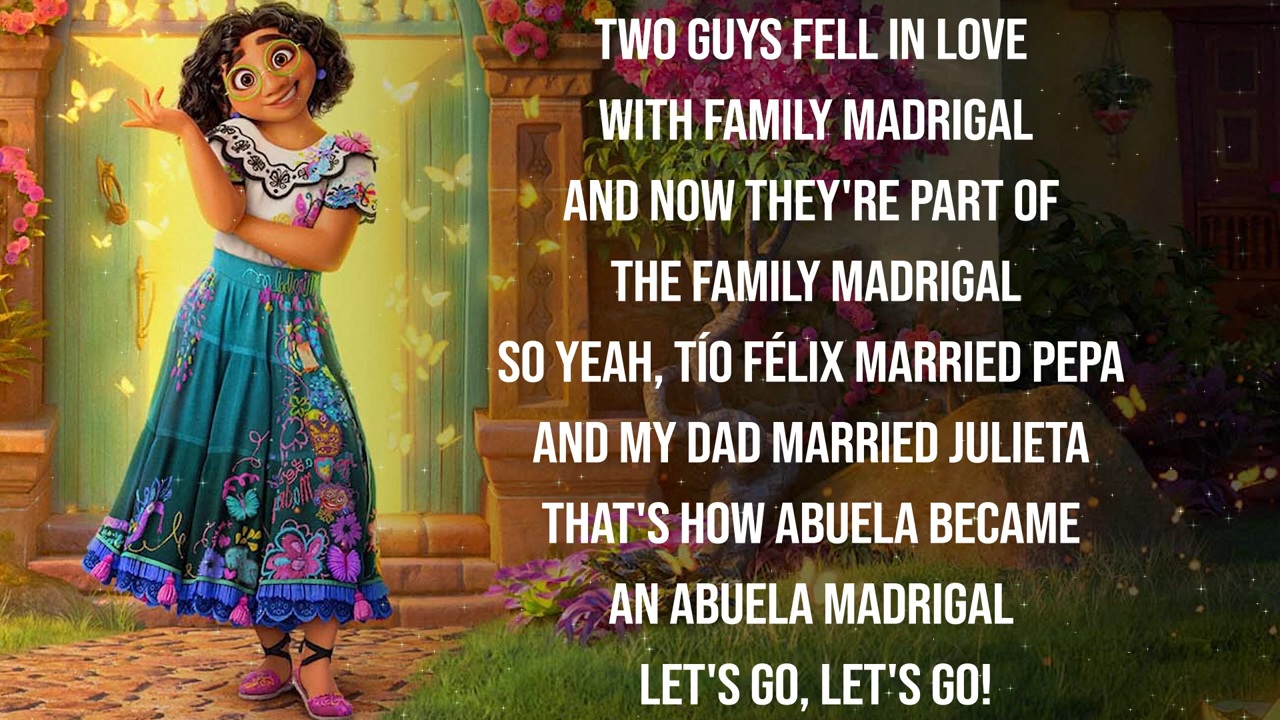 TWO GUYS FELL IN LOVE
WITH FAMILY MADRIGAL
AND NOW THEY'RE PART OF
THE FAMILY MADRIGAL
SO YEAH, TÍO FÉLIX MARRIED PEPA
AND MY DAD MARRIED JULIETA
THAT'S HOW ABUELA BECAME
AN ABUELA MADRIGAL
LET'S GO, LET'S GO!